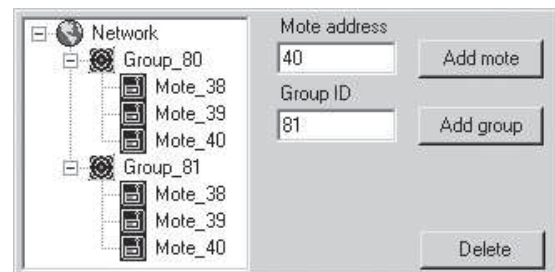 Network
Group_80
Mote_38
Mote_39
Mote_40
Group_81
Mote_38
Mote_39
Mote_40
Mote address
40
Add mote
Group ID
81
Add group
Delete